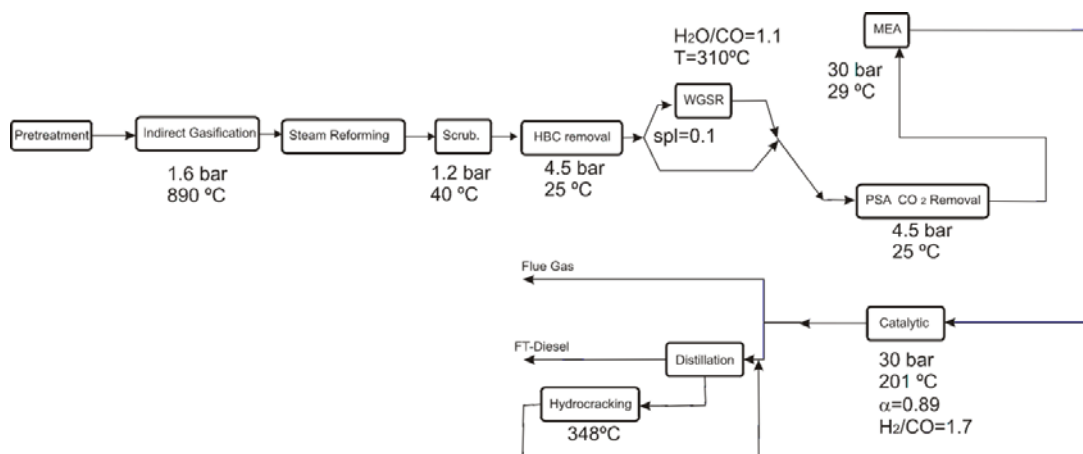 MEA
H2O/CO=1.1
T=310ºC
30 bar
29 ºC
WGSR
Pretreatment
Indirect Gasification
Steam Reforming
Scrub.
HBC removal
spl=0.1
1.6 bar
890 ºC
1.2 bar
40 ºC
4.5 bar
25 ºC
PSA CO 2 Removal
4.5 bar
25 ºC
Flue Gas
Catalytic
FT-Diesel
Distillation
30 bar
201 ºC
α=0.89
H2/CO=1.7
Hydrocracking
348ºC